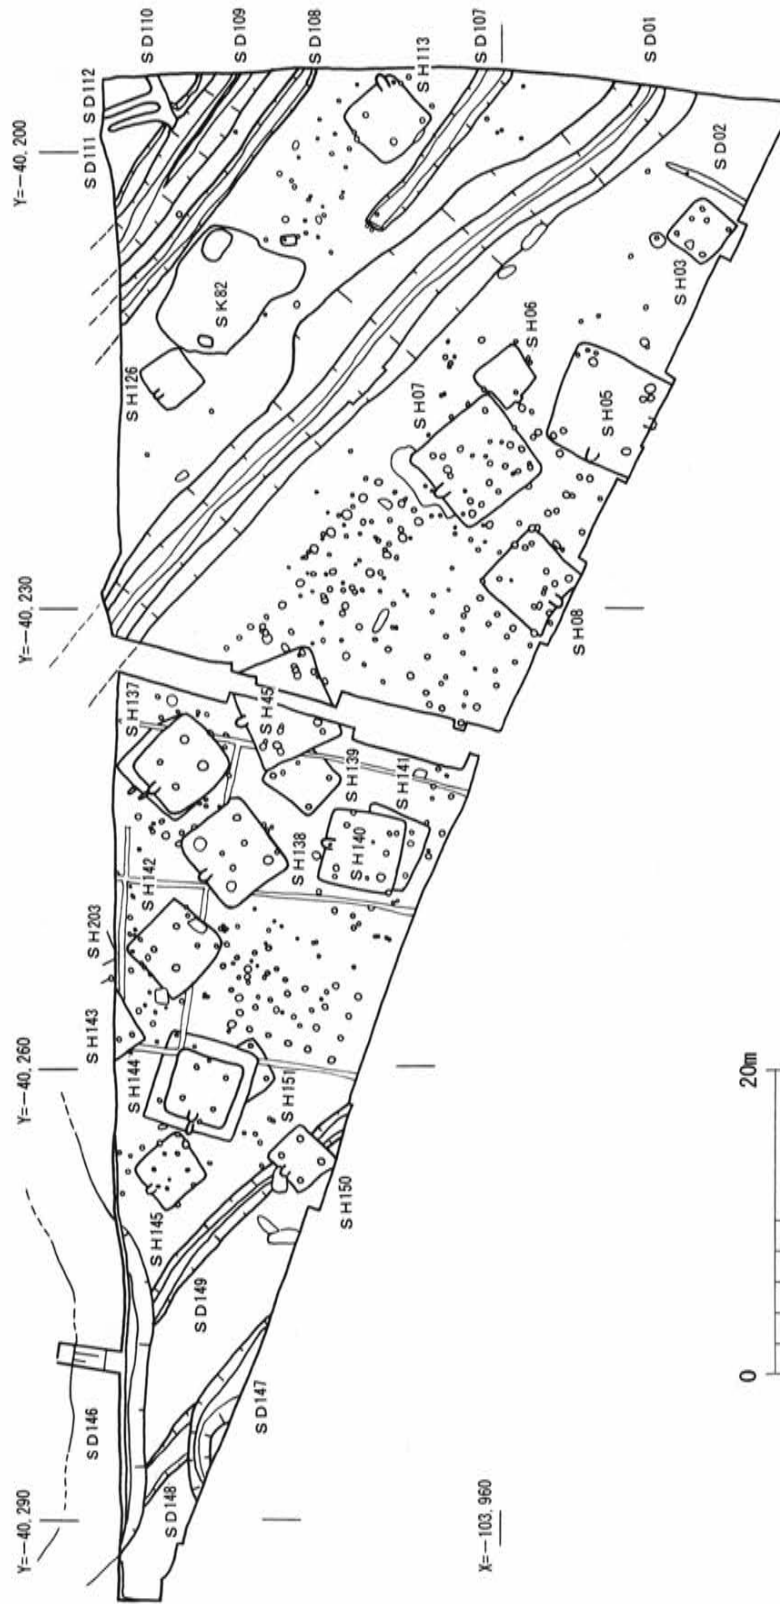 Y=−40,290
Y=−40,260
Y=−40,230
Y=−40,200
SD146
SD148
SD147
SD149
SH145
SH150
SH144
SH143
SH151
SH203
SH142
SH138
SH137
SH45
SH139
SH140
SH141
SH126
SK82
SD111
SD112
SD110
SD109
SD108
SH113
SD107
SD01
SD02
SH03
SH06
SH07
SH05
SH08
X=−103,960
0
20m